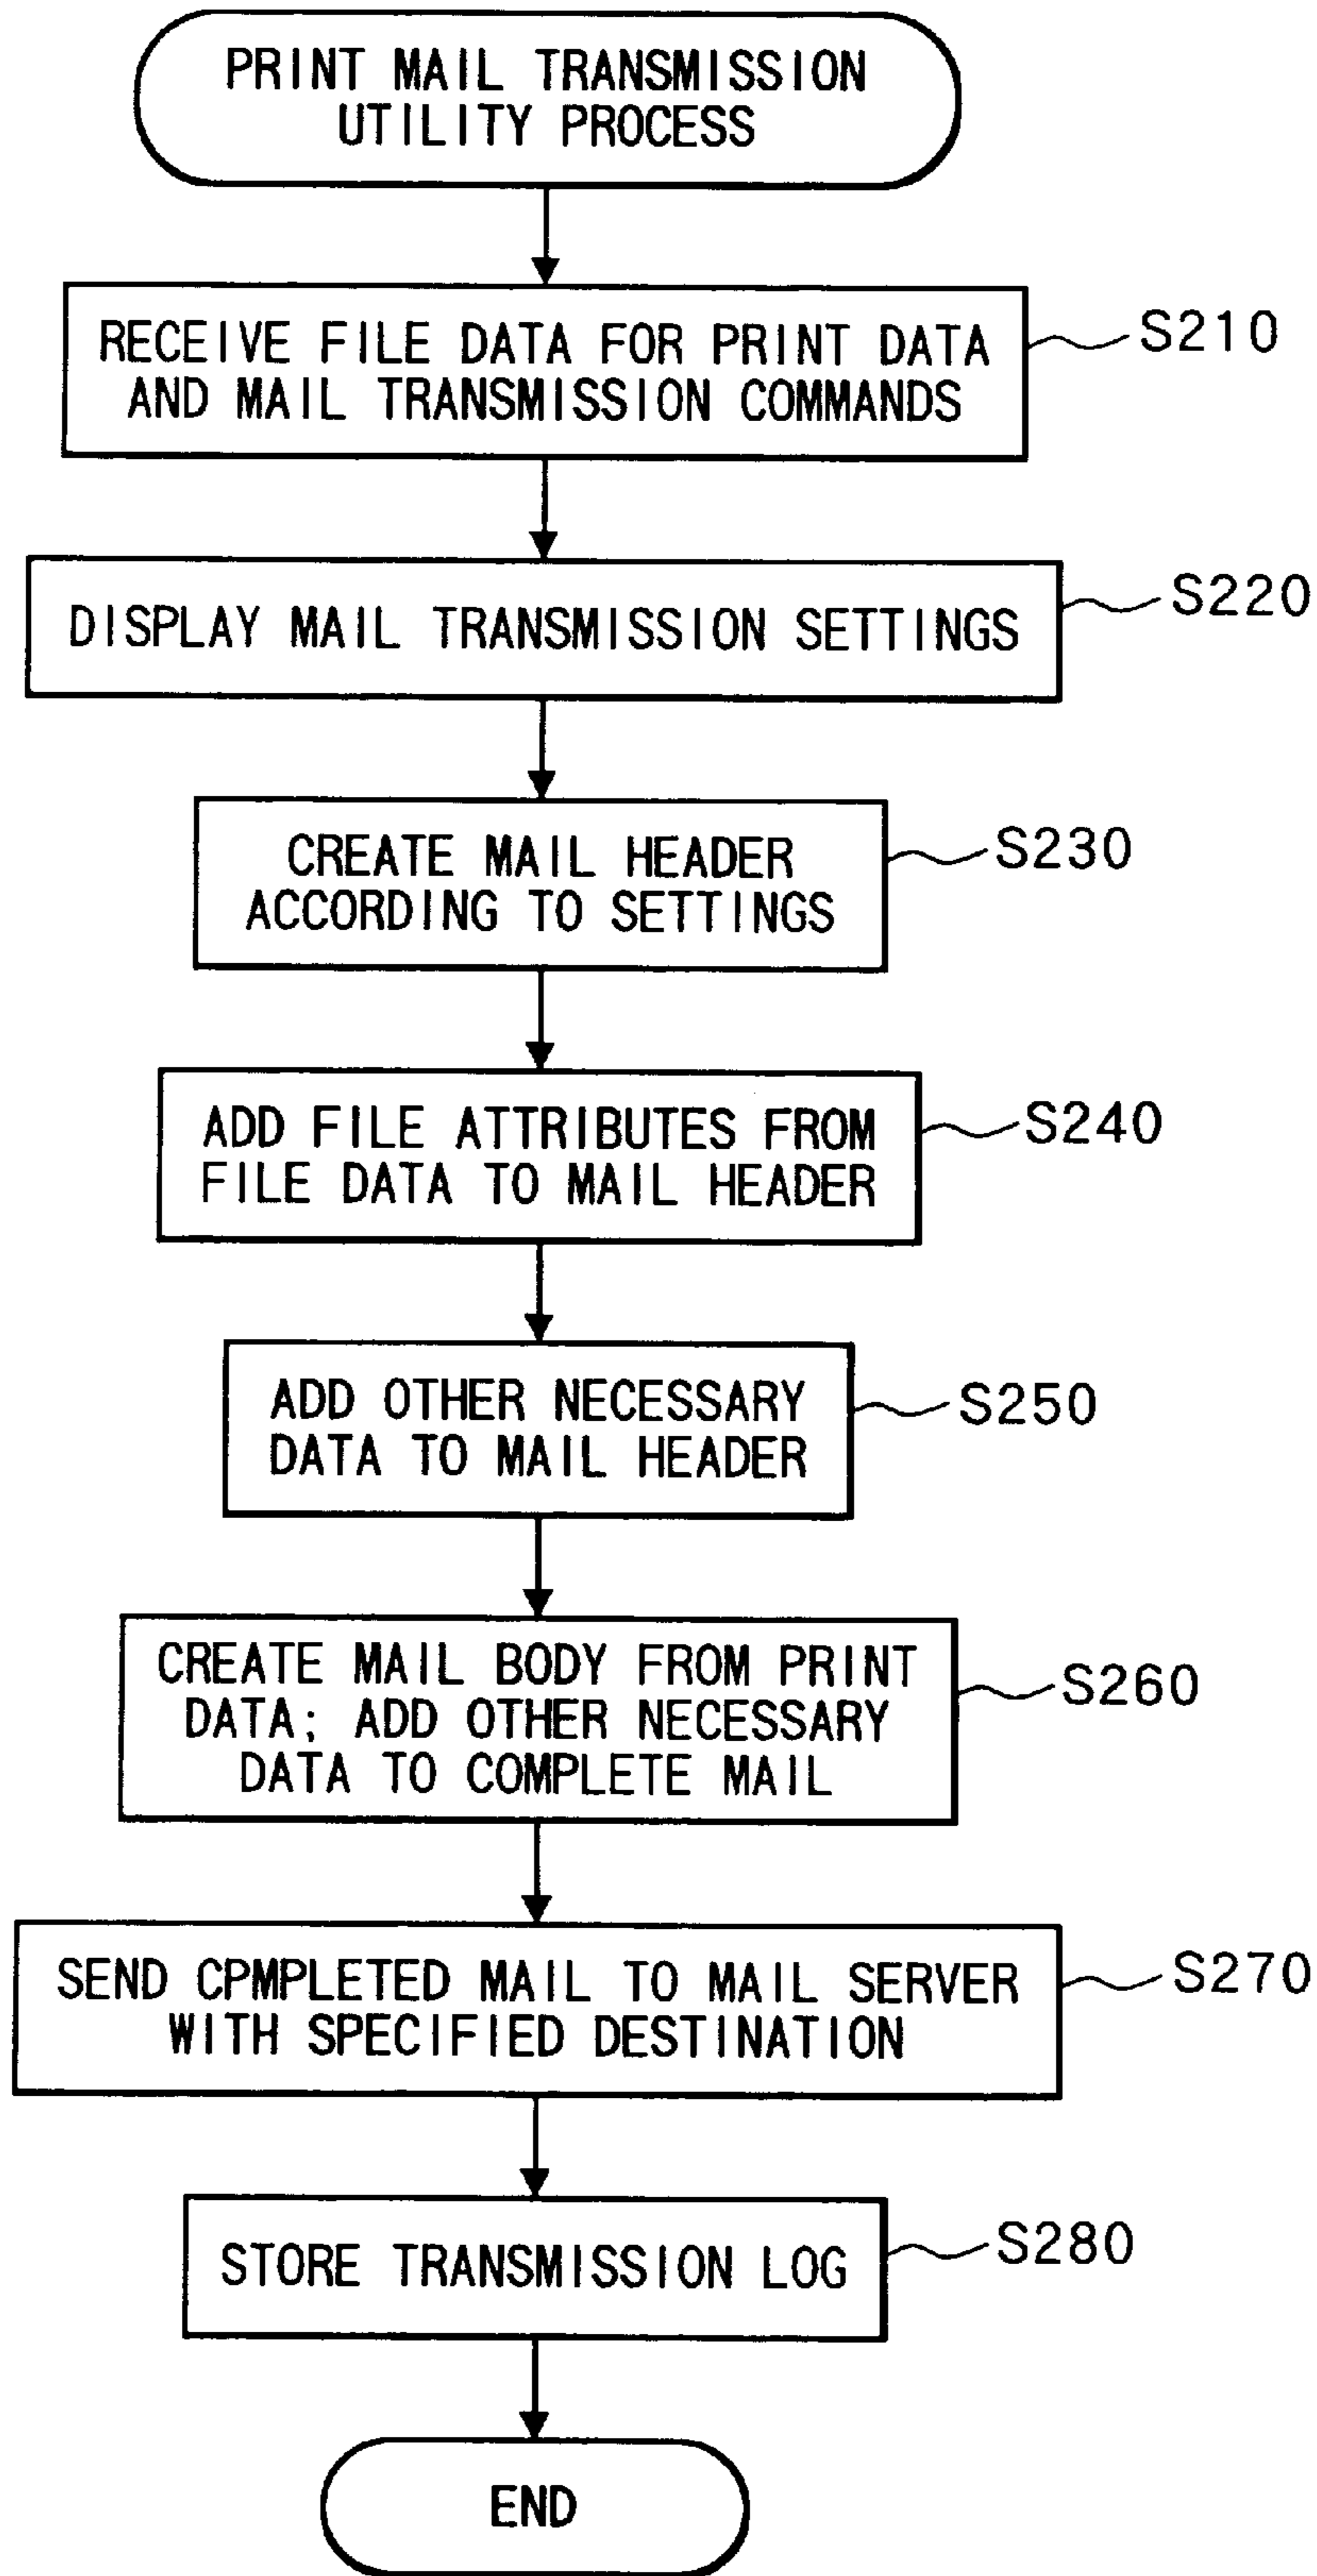 PRINT MAIL TRANSMISSION
UTILITY PROCESS
RECEIVE FILE DATA FOR PRINT DATA
AND MAIL TRANSMISSION COMMANDS
S210
DISPLAY MAIL TRANSMISSION SETTINGS
S220
CREATE MAIL HEADER
ACCORDING TO SETTINGS
S230
ADD FILE ATTRIBUTES FROM
FILE DATA TO MAIL HEADER
S240
ADD OTHER NECESSARY
DATA TO MAIL HEADER
S250
CREATE MAIL BODY FROM PRINT
DATA; ADD OTHER NECESSARY
DATA TO COMPLETE MAIL
S260
SEND CPMPLETED MAIL TO MAIL SERVER
WITH SPECIFIED DESTINATION
S270
STORE TRANSMISSION LOG
S280
END